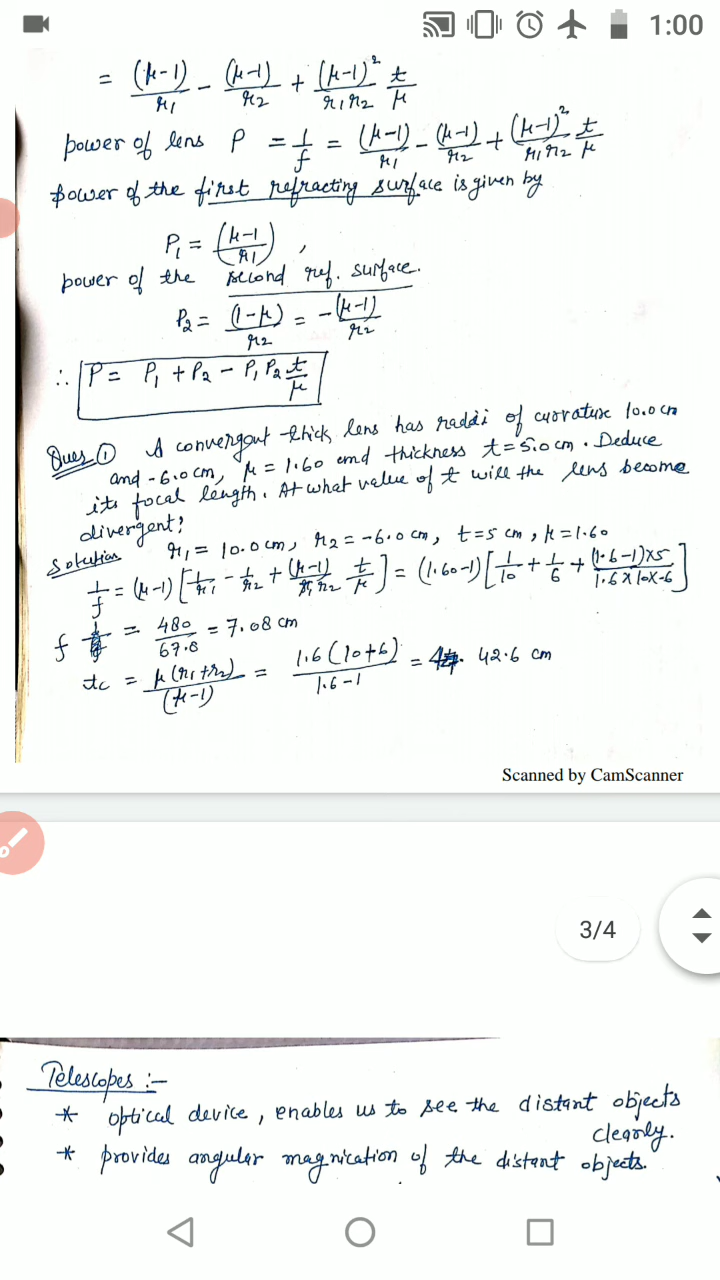 1:00
= (μ-1)/r1 - (μ-1)/r2 + (μ-1)²/r1r2 t/μ
power of lens P = 1/f = (μ-1)/r1 - (μ-1)/r2 + (μ-1)²/r1r2 t/μ
power of the first refracting surface is given by
P1 = (μ-1/r1) ,
power of the second ref. surface.
P2 = (1-μ)/r2 = -(μ-1)/r2
∴ P = P1 + P2 - P1 P2 t/μ
Ques ① A convergent thick lens has raddi of curvature 10.0 cm
and -6.0 cm, μ = 1.60 and thickness t = 5.0 cm. Deduce
its focal length. At what value of t will the lens become
divergent?
Solution r1 = 10.0 cm, r2 = -6.0 cm, t = 5 cm, μ = 1.60
1/f = (μ-1) [1/r1 - 1/r2 + (μ-1)/r1r2 t/μ] = (1.60-1) [1/10 + 1/6 + (1.6-1)x5/1.6x10x-6]
f = 480/67.8 = 7.08 cm
tc = μ(r1+r2)/(μ-1) = 1.6(10+6)/1.6-1 = 42.6 cm
Scanned by CamScanner
3/4
Telescopes :-
* optical device, enables us to see the distant objects
clearly.
* provides angular magnication of the distant objects.